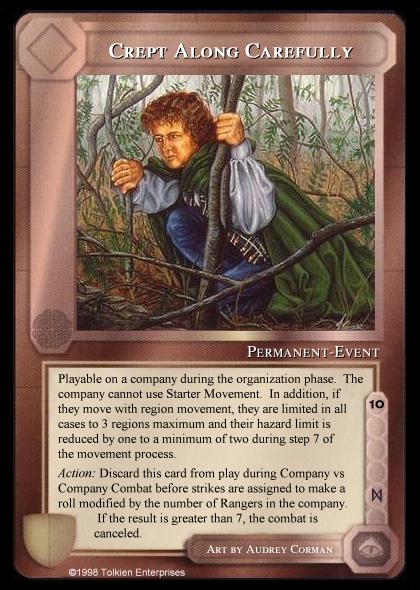 Crept Along Carefully
Permanent-Event
Playable on a company during the organization phase. The
company cannot use Starter Movement. In addition, if
they move with region movement, they are limited in all
cases to 3 regions maximum and their hazard limit is
reduced by one to a minimum of two during step 7 of
the movement process.
10
Action: Discard this card from play during Company vs
Company Combat before strikes are assigned to make a
roll modified by the number of Rangers in the company.
If the result is greater than 7, the combat is
canceled.
Art by Audrey Corman
©1998 Tolkien Enterprises